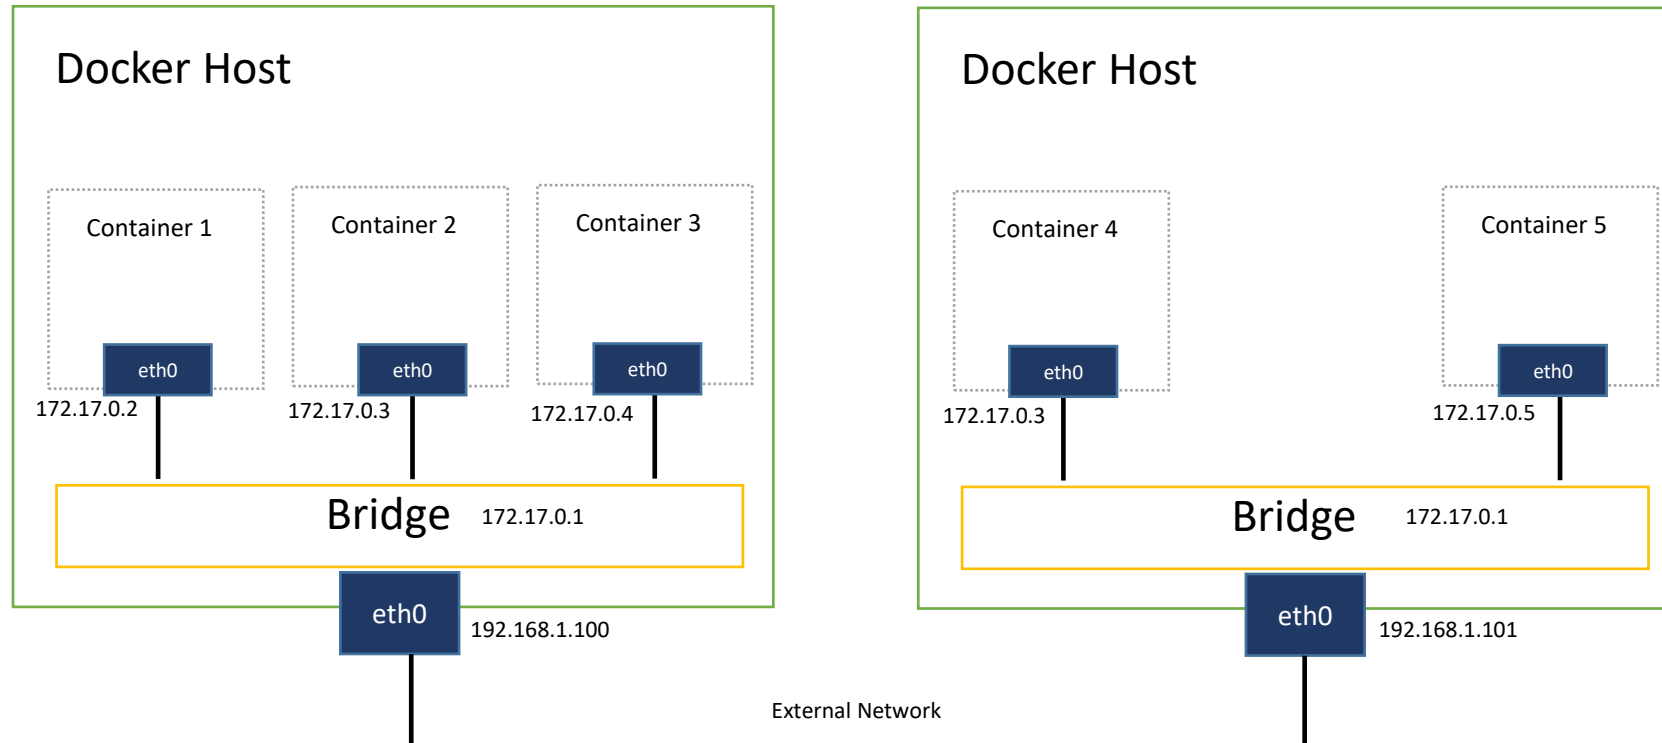 Docker Host
Container 1
Container 2
Container 3
eth0
eth0
eth0
172.17.0.2
172.17.0.3
172.17.0.4
Bridge
172.17.0.1
eth0
192.168.1.100
Docker Host
Container 4
Container 5
eth0
eth0
172.17.0.3
172.17.0.5
Bridge
172.17.0.1
eth0
192.168.1.101
External Network